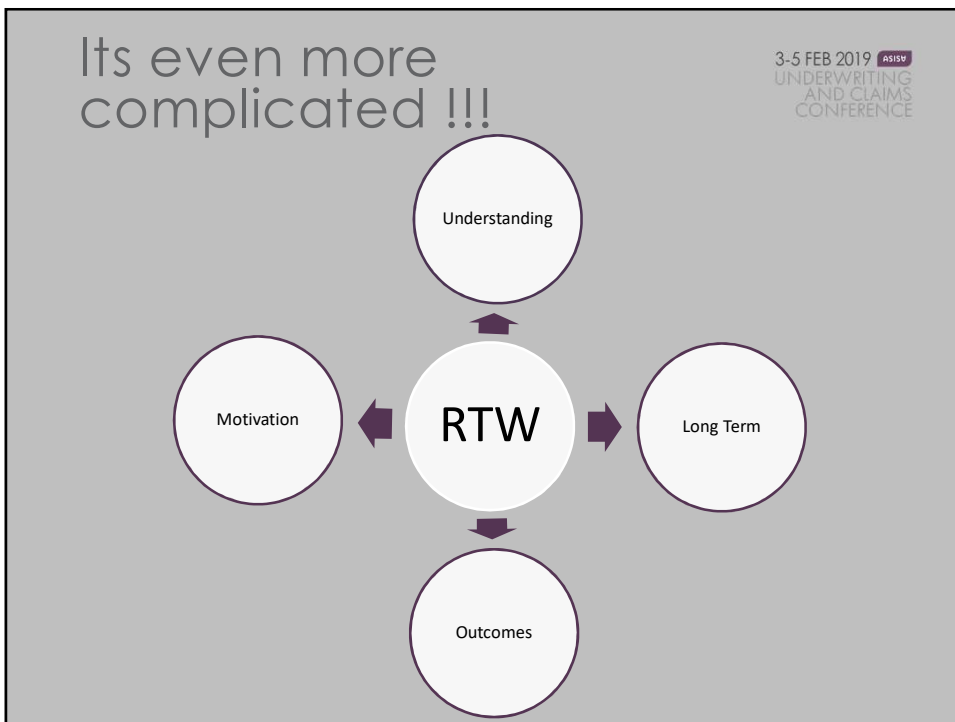 Its even more
complicated !!!
3-5 FEB 2019 ASISA
UNDERWRITING
AND CLAIMS
CONFERENCE
Understanding
Motivation
RTW
Long Term
Outcomes